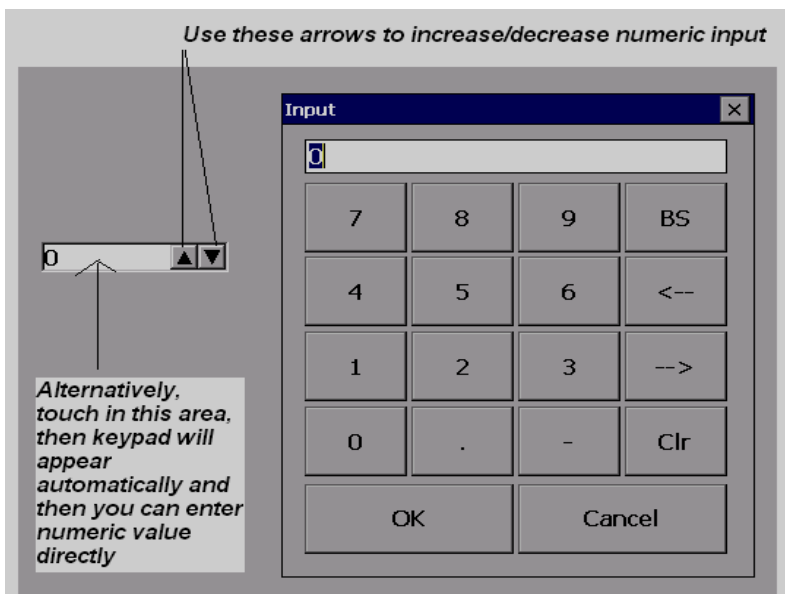 Use these arrows to increase/decrease numeric input
Input
0
7 8 9 BS
4 5 6 <--
1 2 3 -->
0 . - Clr
OK Cancel
0
Alternatively,
touch in this area,
then keypad will
appear
automatically and
then you can enter
numeric value
directly